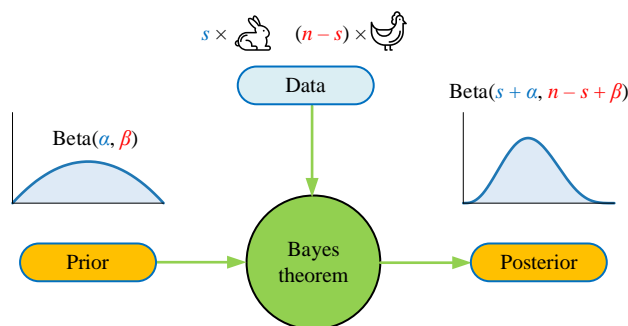 s × (n − s) ×
Data
Beta(α, β)
Beta(s + α, n − s + β)
Prior
Bayes
theorem
Posterior